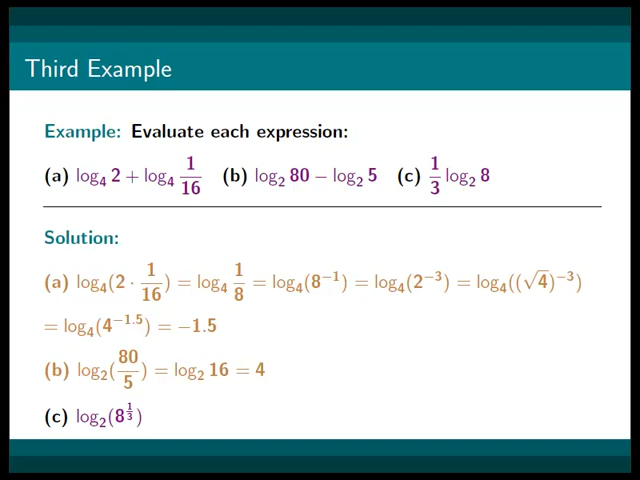 Third Example
Example: Evaluate each expression:
(a) log₄ 2 + log₄ 1/16 (b) log₂ 80 − log₂ 5 (c) 1/3 log₂ 8
Solution:
(a) log₄(2 · 1/16) = log₄ 1/8 = log₄(8⁻¹) = log₄(2⁻³) = log₄((√4)⁻³)
= log₄(4⁻¹·⁵) = −1.5
(b) log₂(80/5) = log₂ 16 = 4
(c) log₂(8^(1/3))